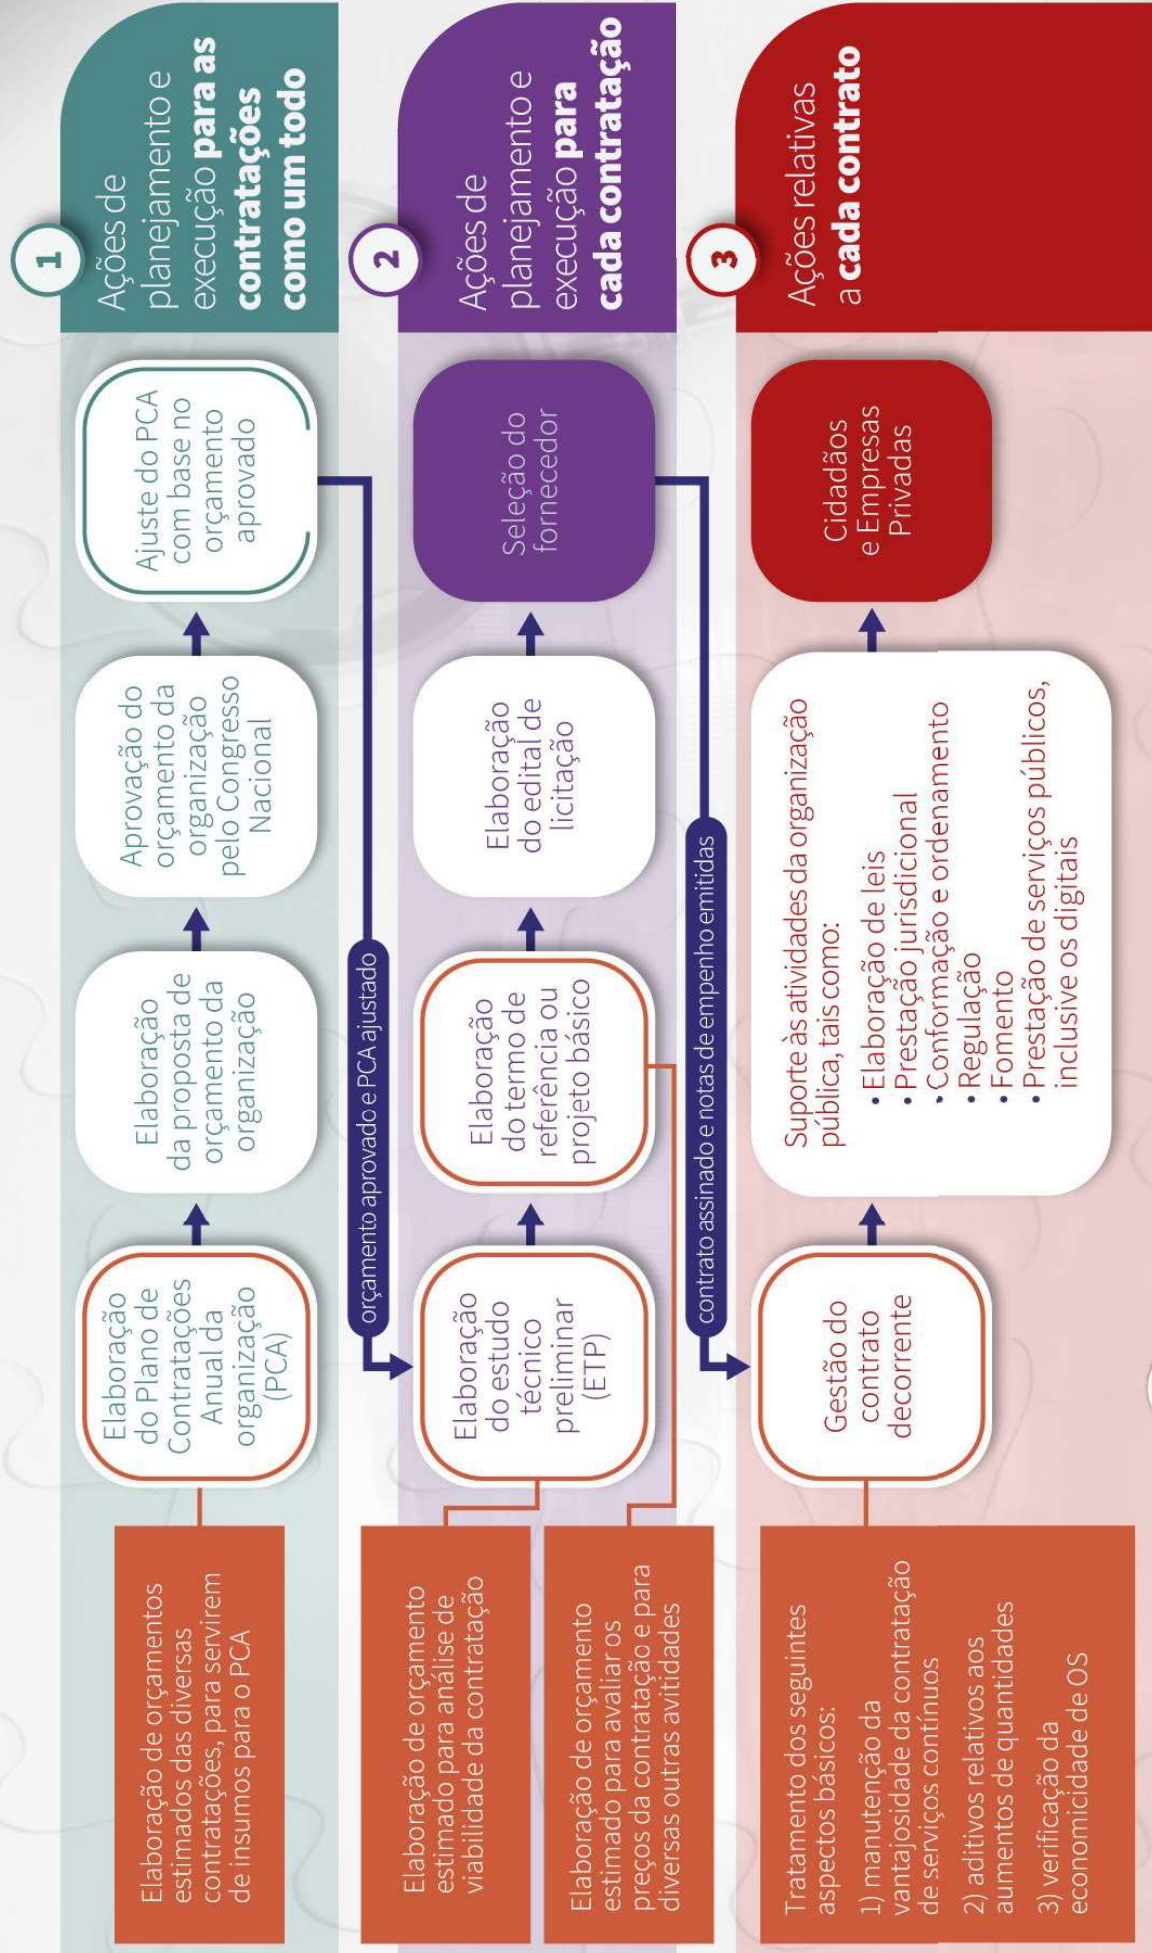 1
Ações de
planejamento e
execução para as
contratações
como um todo
Elaboração de orçamentos
estimados das diversas
contratações, para servirem
de insumos para o PCA
Elaboração
do Plano de
Contratações
Anual da
organização
(PCA)
Elaboração
da proposta de
orçamento da
organização
Aprovação do
orçamento da
organização
pelo Congresso
Nacional
Ajuste do PCA
com base no
orçamento
aprovado
orçamento aprovado e PCA ajustado
2
Ações de
planejamento e
execução para
cada contratação
Elaboração de orçamento
estimado para análise de
viabilidade da contratação
Elaboração de orçamento
estimado para avaliar os
preços da contratação e para
diversas outras avitidades
Elaboração
do estudo
técnico
preliminar
(ETP)
Elaboração
do termo de
referência ou
projeto básico
Elaboração
do edital de
licitação
Seleção do
fornecedor
contrato assinado e notas de empenho emitidas
3
Ações relativas
a cada contrato
Tratamento dos seguintes
aspectos básicos:
1) manutenção da
vantajosidade da contratação
de serviços contínuos
2) aditivos relativos aos
aumentos de quantidades
3) verificação da
economicidade de OS
Gestão do
contrato
decorrente
Suporte às atividades da organização
pública, tais como:
• Elaboração de leis
• Prestação jurisdicional
• Conformação e ordenamento
• Regulação
• Fomento
• Prestação de serviços públicos,
inclusive os digitais
Cidadãos
e Empresas
Privadas